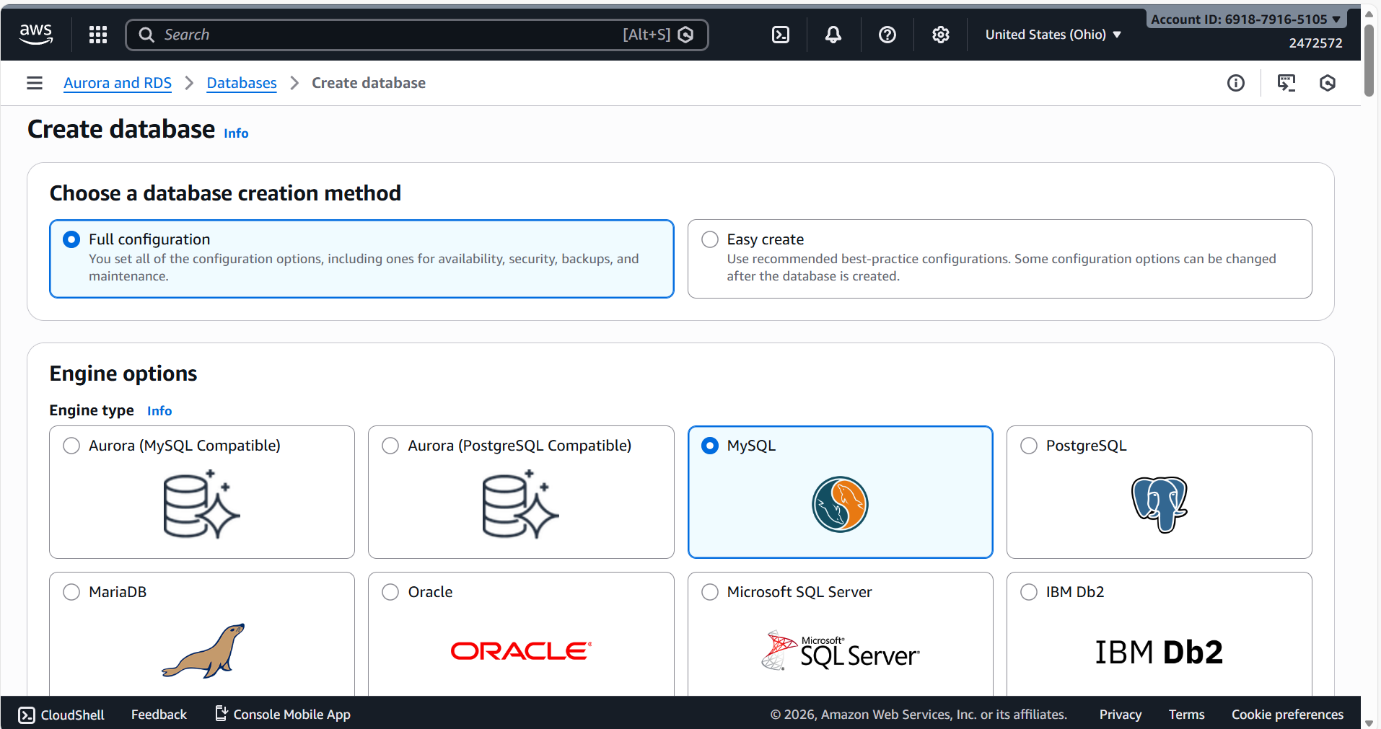 aws
Search
[Alt+S]
United States (Ohio) ▼
Account ID: 6918-7916-5105 ▼
2472572
Aurora and RDS > Databases > Create database
Create database Info
Choose a database creation method
Full configuration
You set all of the configuration options, including ones for availability, security, backups, and
maintenance.
Easy create
Use recommended best-practice configurations. Some configuration options can be changed
after the database is created.
Engine options
Engine type Info
Aurora (MySQL Compatible)
Aurora (PostgreSQL Compatible)
MySQL
PostgreSQL
MariaDB
Oracle
ORACLE
Microsoft SQL Server
Microsoft®
SQL Server
IBM Db2
IBM Db2
CloudShell
Feedback
Console Mobile App
© 2026, Amazon Web Services, Inc. or its affiliates.
Privacy
Terms
Cookie preferences